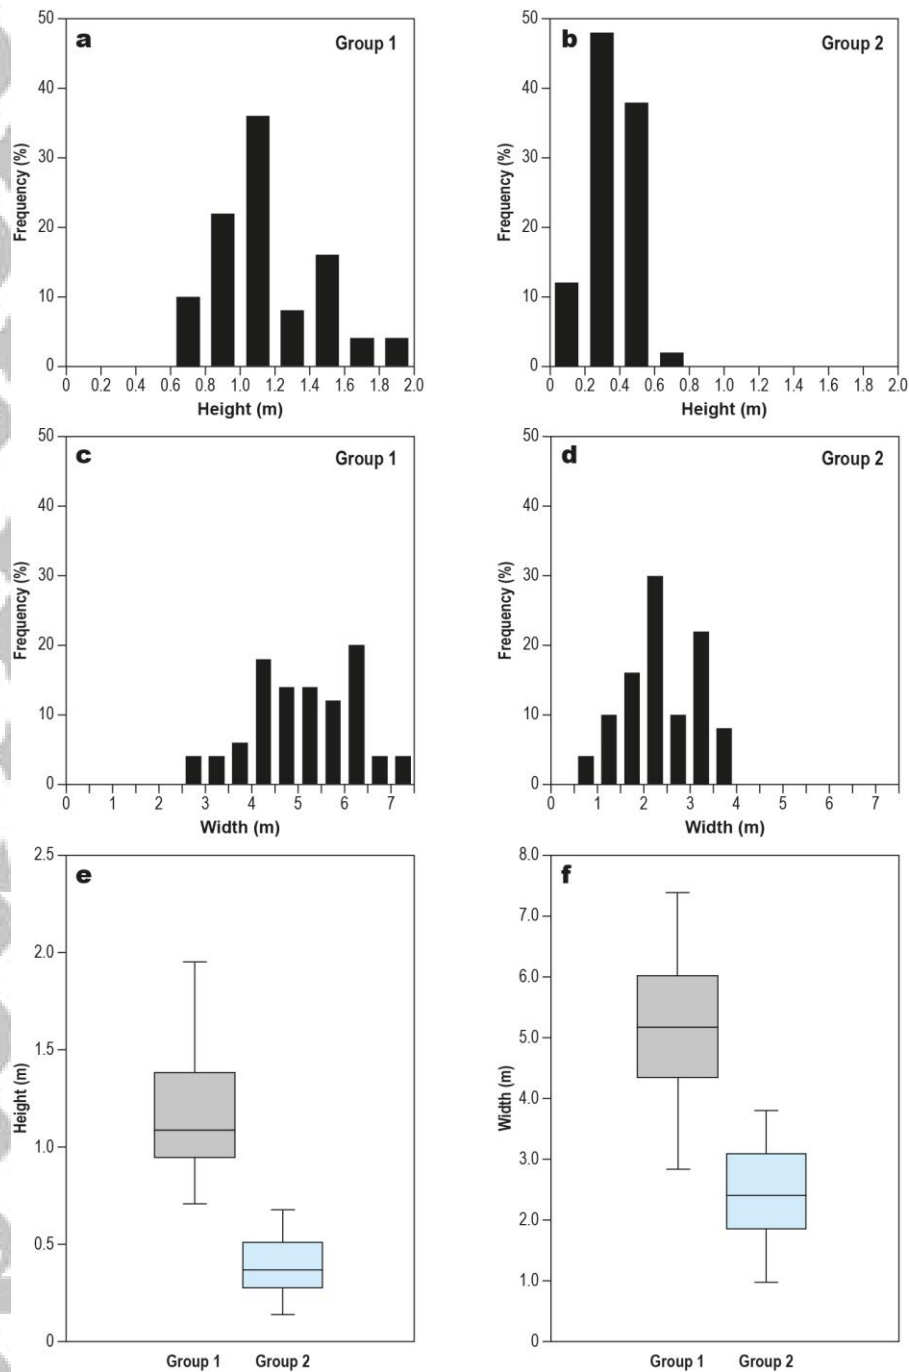 a
Group 1
50
40
30
20
10
0
Frequency (%)
0 0.2 0.4 0.6 0.8 1.0 1.2 1.4 1.6 1.8 2.0
Height (m)
b
Group 2
50
40
30
20
10
0
Frequency (%)
0 0.2 0.4 0.6 0.8 1.0 1.2 1.4 1.6 1.8 2.0
Height (m)
c
Group 1
50
40
30
20
10
0
Frequency (%)
0 1 2 3 4 5 6 7
Width (m)
d
Group 2
50
40
30
20
10
0
Frequency (%)
0 1 2 3 4 5 6 7
Width (m)
e
2.5
2.0
1.5
1.0
0.5
0
Height (m)
Group 1 Group 2
f
8.0
7.0
6.0
5.0
4.0
3.0
2.0
1.0
0
Width (m)
Group 1 Group 2